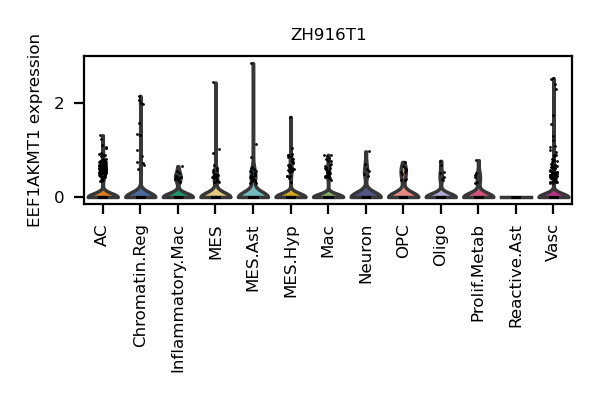 ZH916T1
EEF1AKMT1 expression
2
0
AC
Chromatin.Reg
Inflammatory.Mac
MES
MES.Ast
MES.Hyp
Mac
Neuron
OPC
Oligo
Prolif.Metab
Reactive.Ast
Vasc